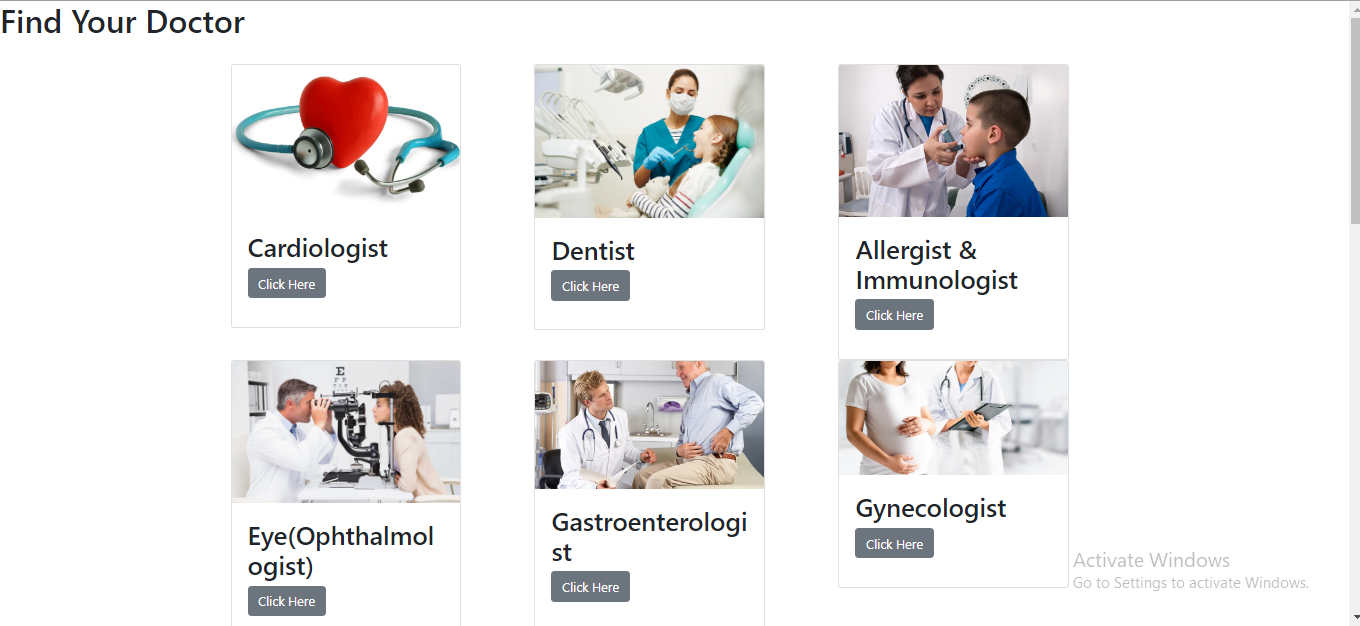 Find Your Doctor
Cardiologist
Click Here
Dentist
Click Here
Allergist &
Immunologist
Click Here
E
Eye(Ophthalmol
ogist)
Click Here
Gastroenterologi
st
Click Here
Gynecologist
Click Here
Activate Windows
Go to Settings to activate Windows.